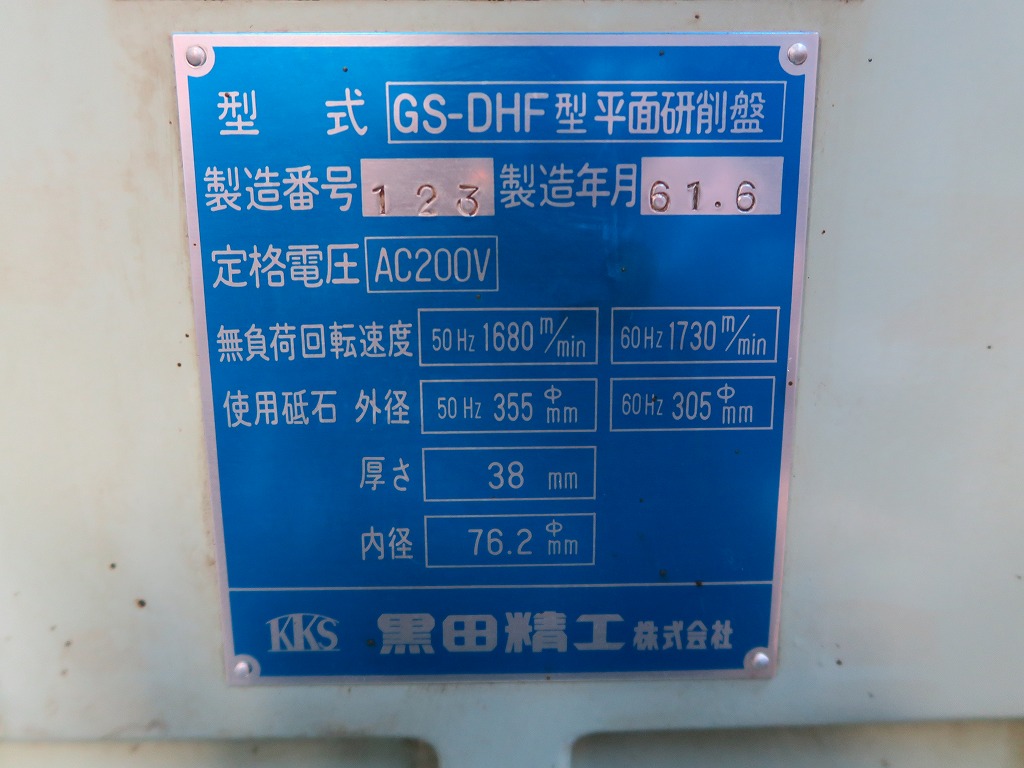 型 式 GS-DHF型平面研削盤
製造番号 123 製造年月 61.6
定格電圧 AC200V
無負荷回転速度 50Hz 1680 m/min 60Hz 1730 m/min
使用砥石 外径 50Hz 355 φmm 60Hz 305 φmm
厚さ 38 mm
内径 76.2 φmm
KKS 黒田精工株式会社